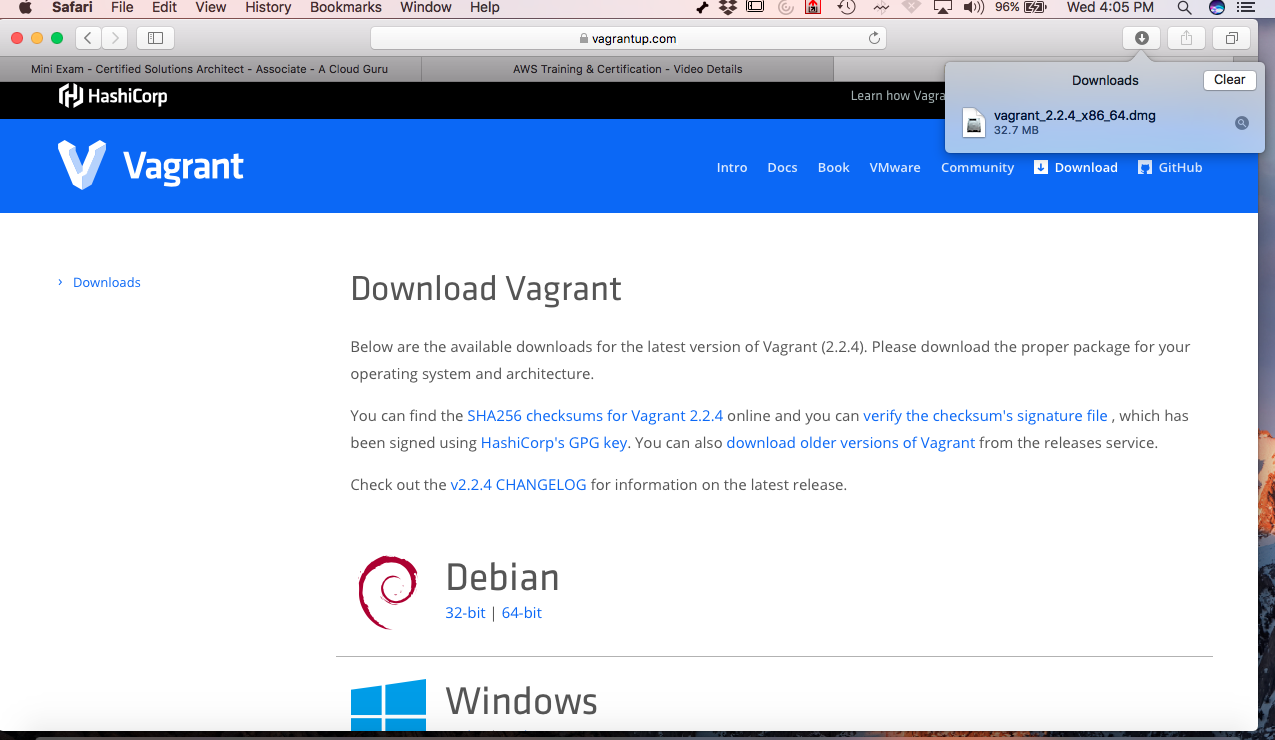 Safari File Edit View History Bookmarks Window Help 96% Wed 4:05 PM
vagrantup.com
Mini Exam - Certified Solutions Architect - Associate - A Cloud Guru AWS Training & Certification - Video Details
Downloads Clear
vagrant_2.2.4_x86_64.dmg
32.7 MB
HashiCorp Learn how Vagra
Vagrant Intro Docs Book VMware Community Download GitHub
Downloads
Download Vagrant
Below are the available downloads for the latest version of Vagrant (2.2.4). Please download the proper package for your
operating system and architecture.
You can find the SHA256 checksums for Vagrant 2.2.4 online and you can verify the checksum's signature file , which has
been signed using HashiCorp's GPG key. You can also download older versions of Vagrant from the releases service.
Check out the v2.2.4 CHANGELOG for information on the latest release.
Debian
32-bit | 64-bit
Windows